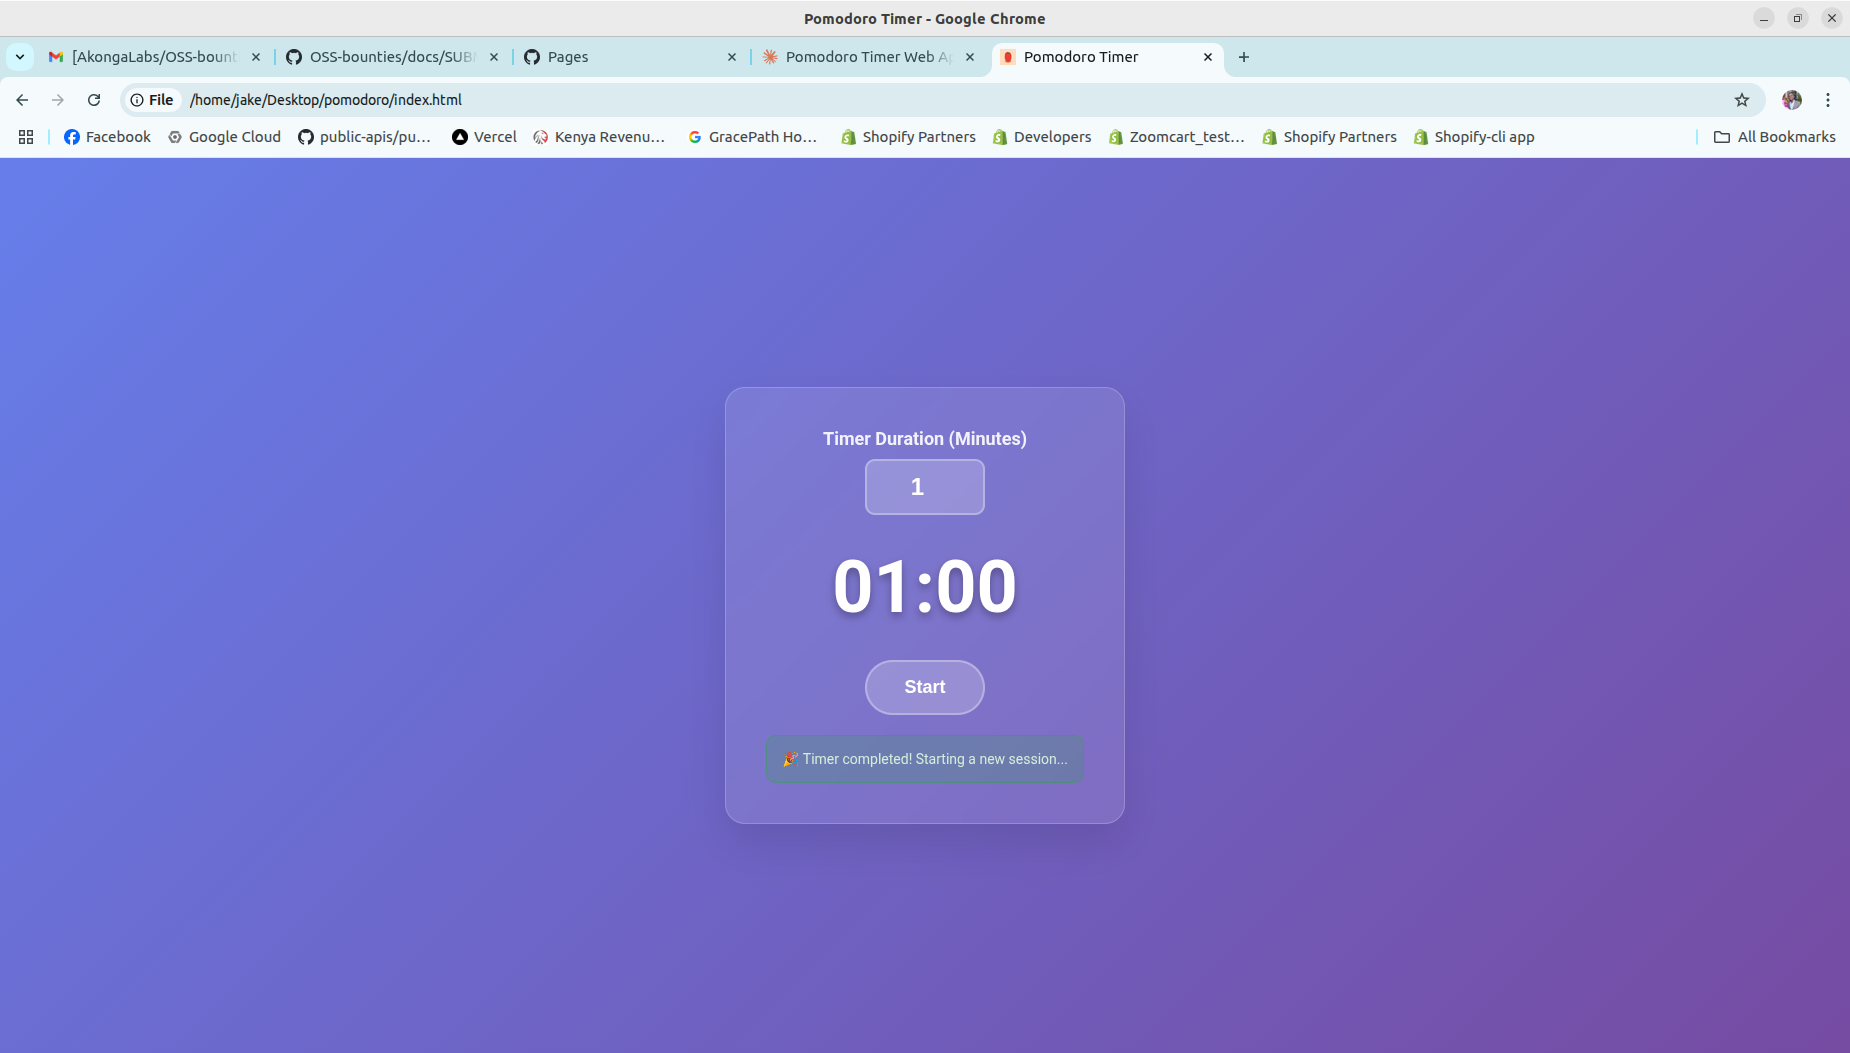 Pomodoro Timer - Google Chrome
[AkongaLabs/OSS-bount
OSS-bounties/docs/SUBM
Pages
Pomodoro Timer Web Ap
Pomodoro Timer
File
/home/jake/Desktop/pomodoro/index.html
Facebook
Google Cloud
public-apis/pu...
Vercel
Kenya Revenu...
GracePath Ho...
Shopify Partners
Developers
Zoomcart_test...
Shopify Partners
Shopify-cli app
All Bookmarks
Timer Duration (Minutes)
1
01:00
Start
🎉 Timer completed! Starting a new session...